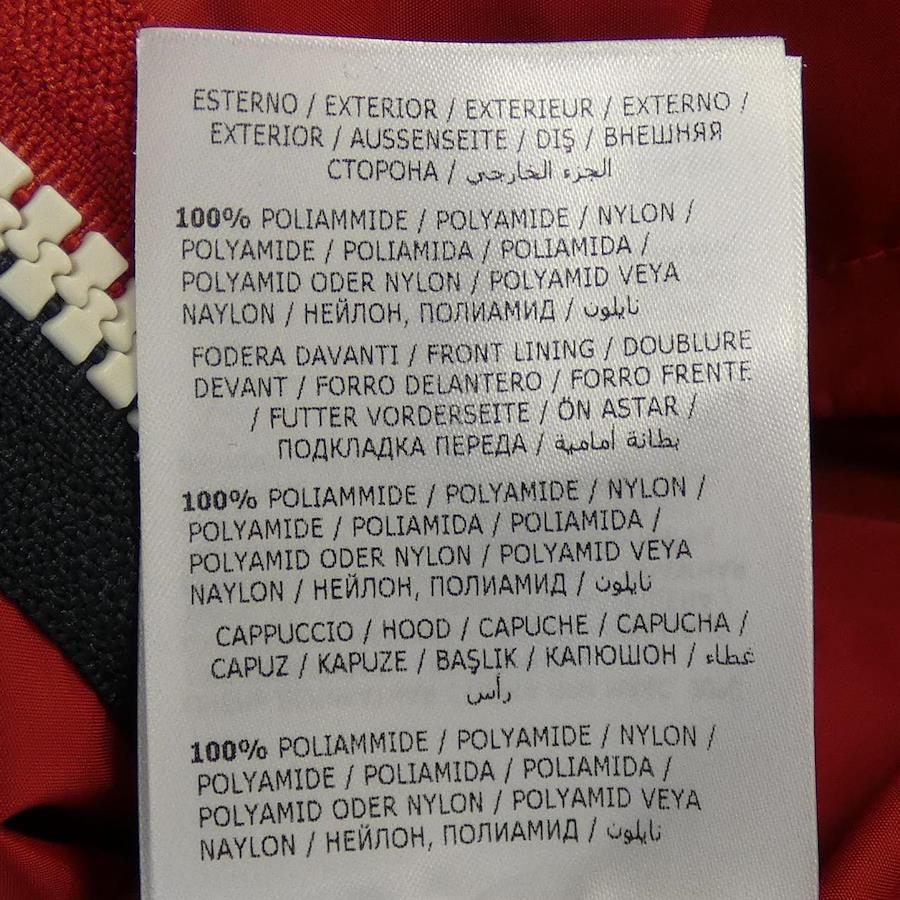 ESTERNO / EXTERIOR / EXTERIEUR / EXTERNO /
EXTERIOR / AUSSENSEITE / DIŞ / ВНЕШНЯЯ
СТОРОНА / الجزء الخارجي
100% POLIAMMIDE / POLYAMIDE / NYLON /
POLYAMIDE / POLIAMIDA / POLIAMIDA /
POLYAMID ODER NYLON / POLYAMID VEYA
NAYLON / НЕЙЛОН, ПОЛИАМИД / نايلون
FODERA DAVANTI / FRONT LINING / DOUBLURE
DEVANT / FORRO DELANTERO / FORRO FRENTE
/ FUTTER VORDERSEITE / ÖN ASTAR /
ПОДКЛАДКА ПЕРЕДА / بطانة أمامية
100% POLIAMMIDE / POLYAMIDE / NYLON /
POLYAMIDE / POLIAMIDA / POLIAMIDA /
POLYAMID ODER NYLON / POLYAMID VEYA
NAYLON / НЕЙЛОН, ПОЛИАМИД / نايلون
CAPPUCCIO / HOOD / CAPUCHE / CAPUCHA /
CAPUZ / KAPUZE / BAŞLIK / КАПЮШОН / غطاء
رأس
100% POLIAMMIDE / POLYAMIDE / NYLON /
POLYAMIDE / POLIAMIDA / POLIAMIDA /
POLYAMID ODER NYLON / POLYAMID VEYA
NAYLON / НЕЙЛОН, ПОЛИАМИД / نايلون